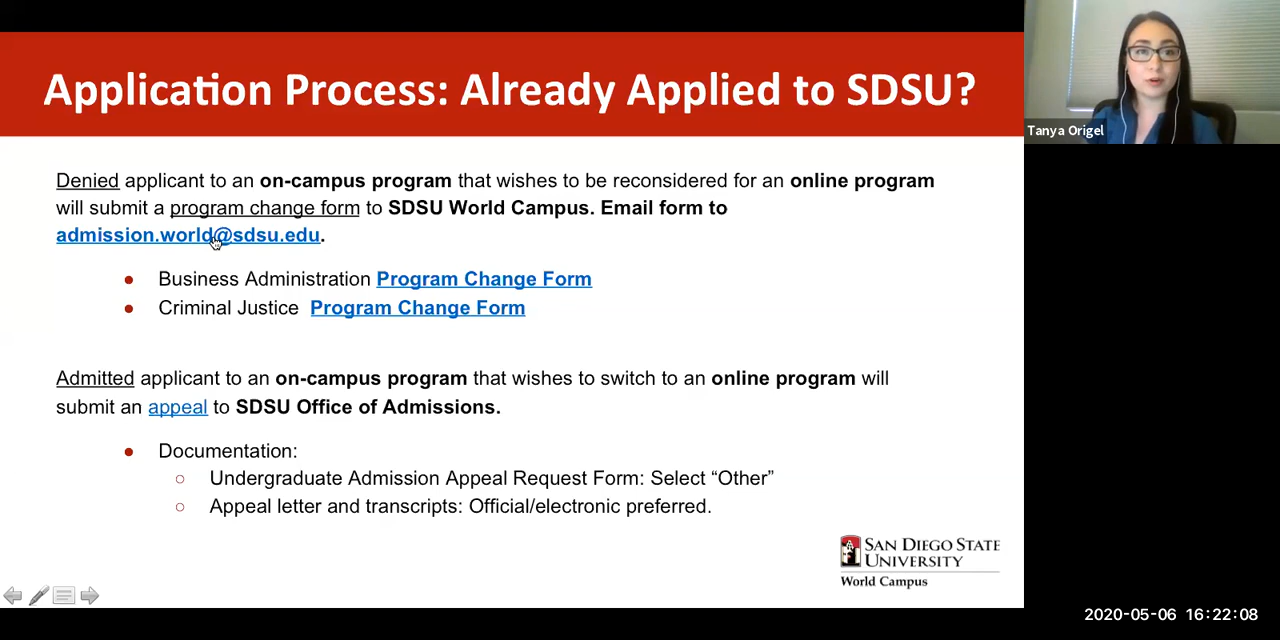 Application Process: Already Applied to SDSU?
Tanya Origel
Denied applicant to an on-campus program that wishes to be reconsidered for an online program
will submit a program change form to SDSU World Campus. Email form to
admission.world@sdsu.edu.
● Business Administration Program Change Form
● Criminal Justice Program Change Form
Admitted applicant to an on-campus program that wishes to switch to an online program will
submit an appeal to SDSU Office of Admissions.
● Documentation:
○ Undergraduate Admission Appeal Request Form: Select “Other”
○ Appeal letter and transcripts: Official/electronic preferred.
SAN DIEGO STATE
UNIVERSITY
World Campus
2020-05-06 16:22:08